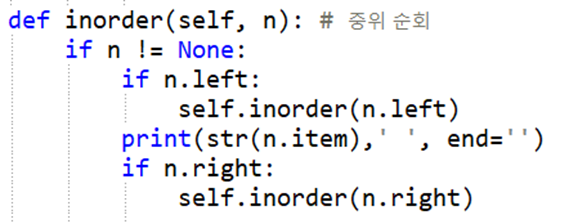 def inorder(self, n): # 중위 순회
    if n != None:
        if n.left:
            self.inorder(n.left)
        print(str(n.item),' ', end='')
        if n.right:
            self.inorder(n.right)